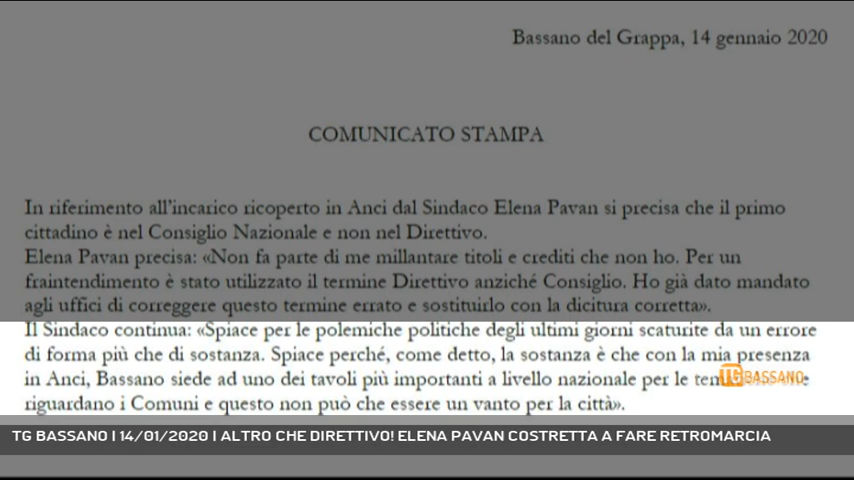 Bassano del Grappa, 14 gennaio 2020
COMUNICATO STAMPA
In riferimento all'incarico ricoperto in Anci dal Sindaco Elena Pavan si precisa che il primo
cittadino è nel Consiglio Nazionale e non nel Direttivo.
Elena Pavan precisa: «Non fa parte di me millantare titoli e crediti che non ho. Per un
fraintendimento è stato utilizzato il termine Direttivo anziché Consiglio. Ho già dato mandato
agli uffici di correggere questo termine errato e sostituirlo con la dicitura corretta».
Il Sindaco continua: «Spiace per le polemiche politiche degli ultimi giorni scaturite da un errore
di forma più che di sostanza. Spiace perché, come detto, la sostanza è che con la mia presenza
in Anci, Bassano siede ad uno dei tavoli più importanti a livello nazionale per le
TG BASSANO
riguardano i Comuni e questo non può che essere un vanto per la città».
TG BASSANO | 14/01/2020 | ALTRO CHE DIRETTIVO! ELENA PAVAN COSTRETTA A FARE RETROMARCIA